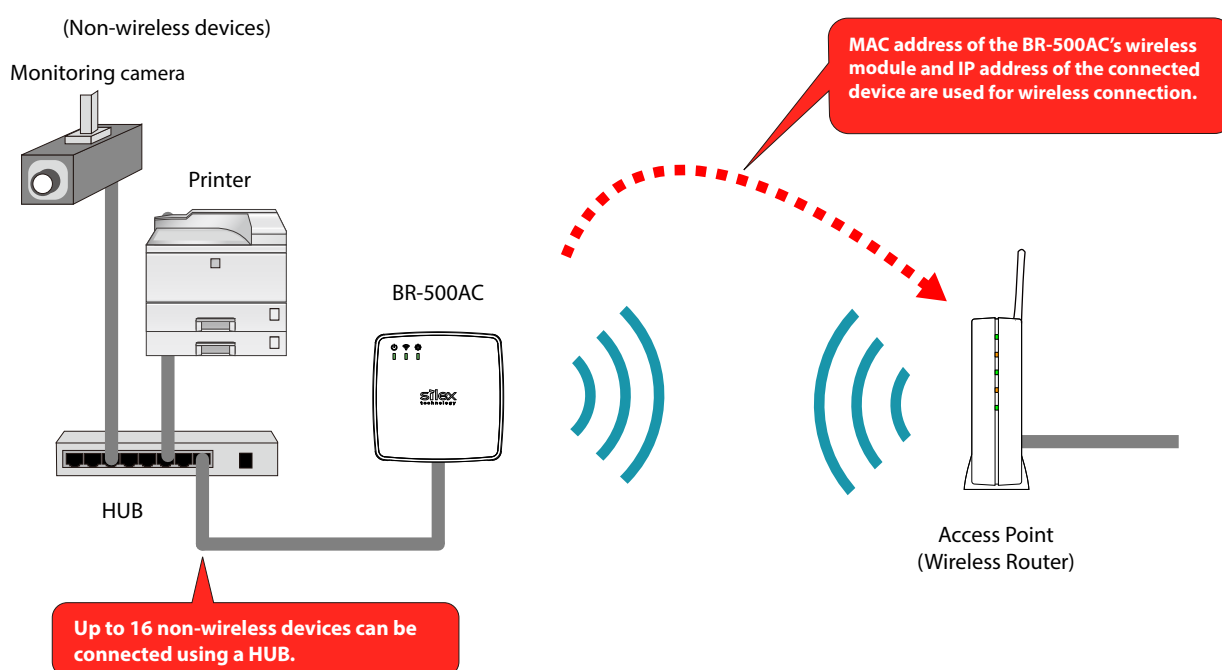 (Non-wireless devices)
Monitoring camera
Printer
BR-500AC
silex
technology
HUB
Up to 16 non-wireless devices can be
connected using a HUB.
MAC address of the BR-500AC's wireless
module and IP address of the connected
device are used for wireless connection.
Access Point
(Wireless Router)